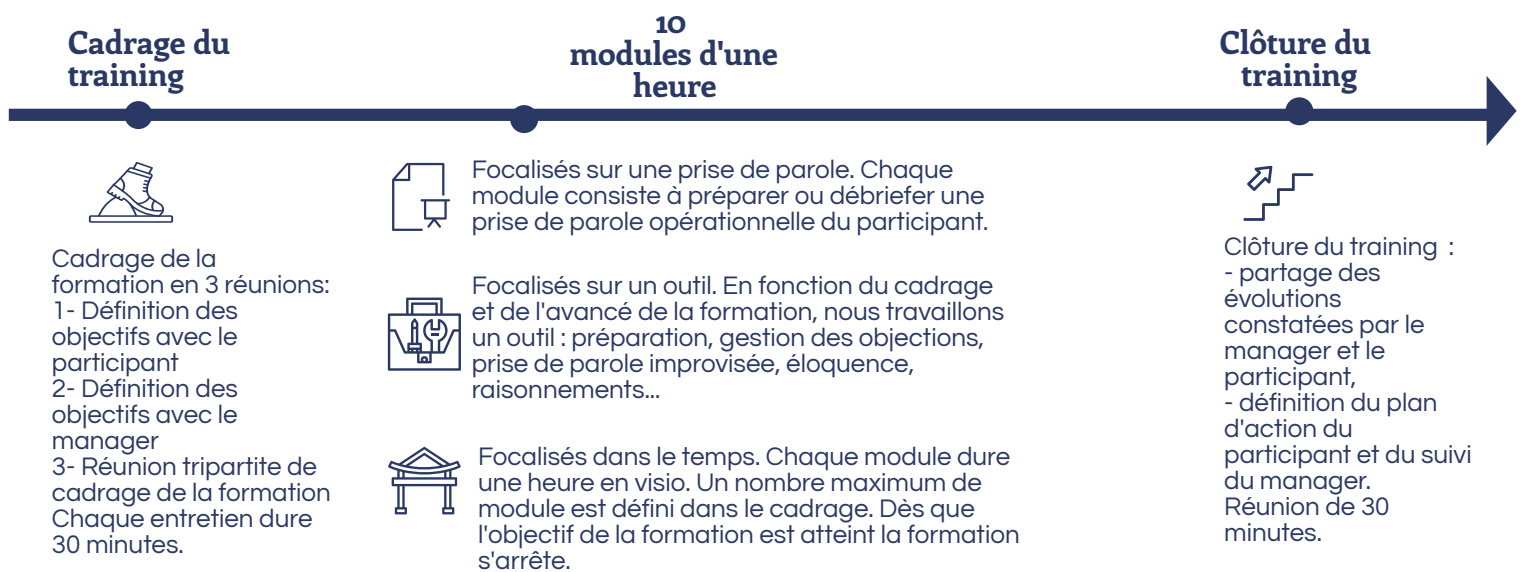 Cadrage du
training
10
modules d'une
heure
Clôture du
training
Cadrage de la
formation en 3 réunions:
1- Définition des
objectifs avec le
participant
2- Définition des
objectifs avec le
manager
3- Réunion tripartite de
cadrage de la formation
Chaque entretien dure
30 minutes.
Focalisés sur une prise de parole. Chaque
module consiste à préparer ou débriefer une
prise de parole opérationnelle du participant.
Focalisés sur un outil. En fonction du cadrage
et de l'avancé de la formation, nous travaillons
un outil : préparation, gestion des objections,
prise de parole improvisée, éloquence,
raisonnements...
Focalisés dans le temps. Chaque module dure
une heure en visio. Un nombre maximum de
module est défini dans le cadrage. Dès que
l'objectif de la formation est atteint la formation
s'arrête.
Clôture du training :
- partage des
évolutions
constatées par le
manager et le
participant,
- définition du plan
d'action du
participant et du suivi
du manager.
Réunion de 30
minutes.